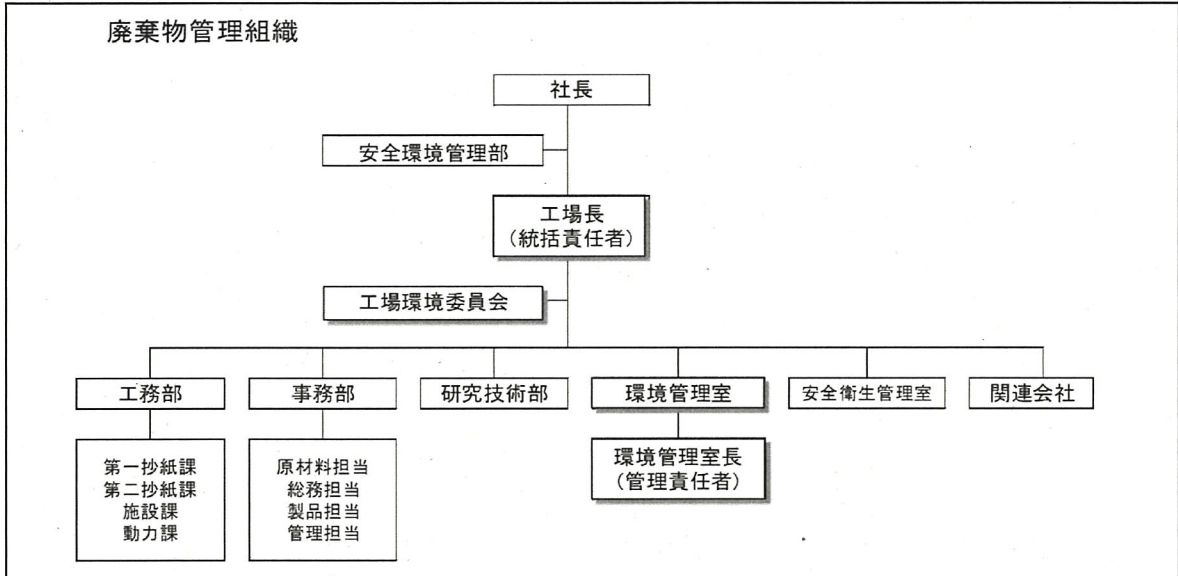 廃棄物管理組織
社長
安全環境管理部
工場長
(統括責任者)
工場環境委員会
工務部
事務部
研究技術部
環境管理室
安全衛生管理室
関連会社
第一抄紙課
第二抄紙課
施設課
動力課
原材料担当
総務担当
製品担当
管理担当
環境管理室長
(管理責任者)